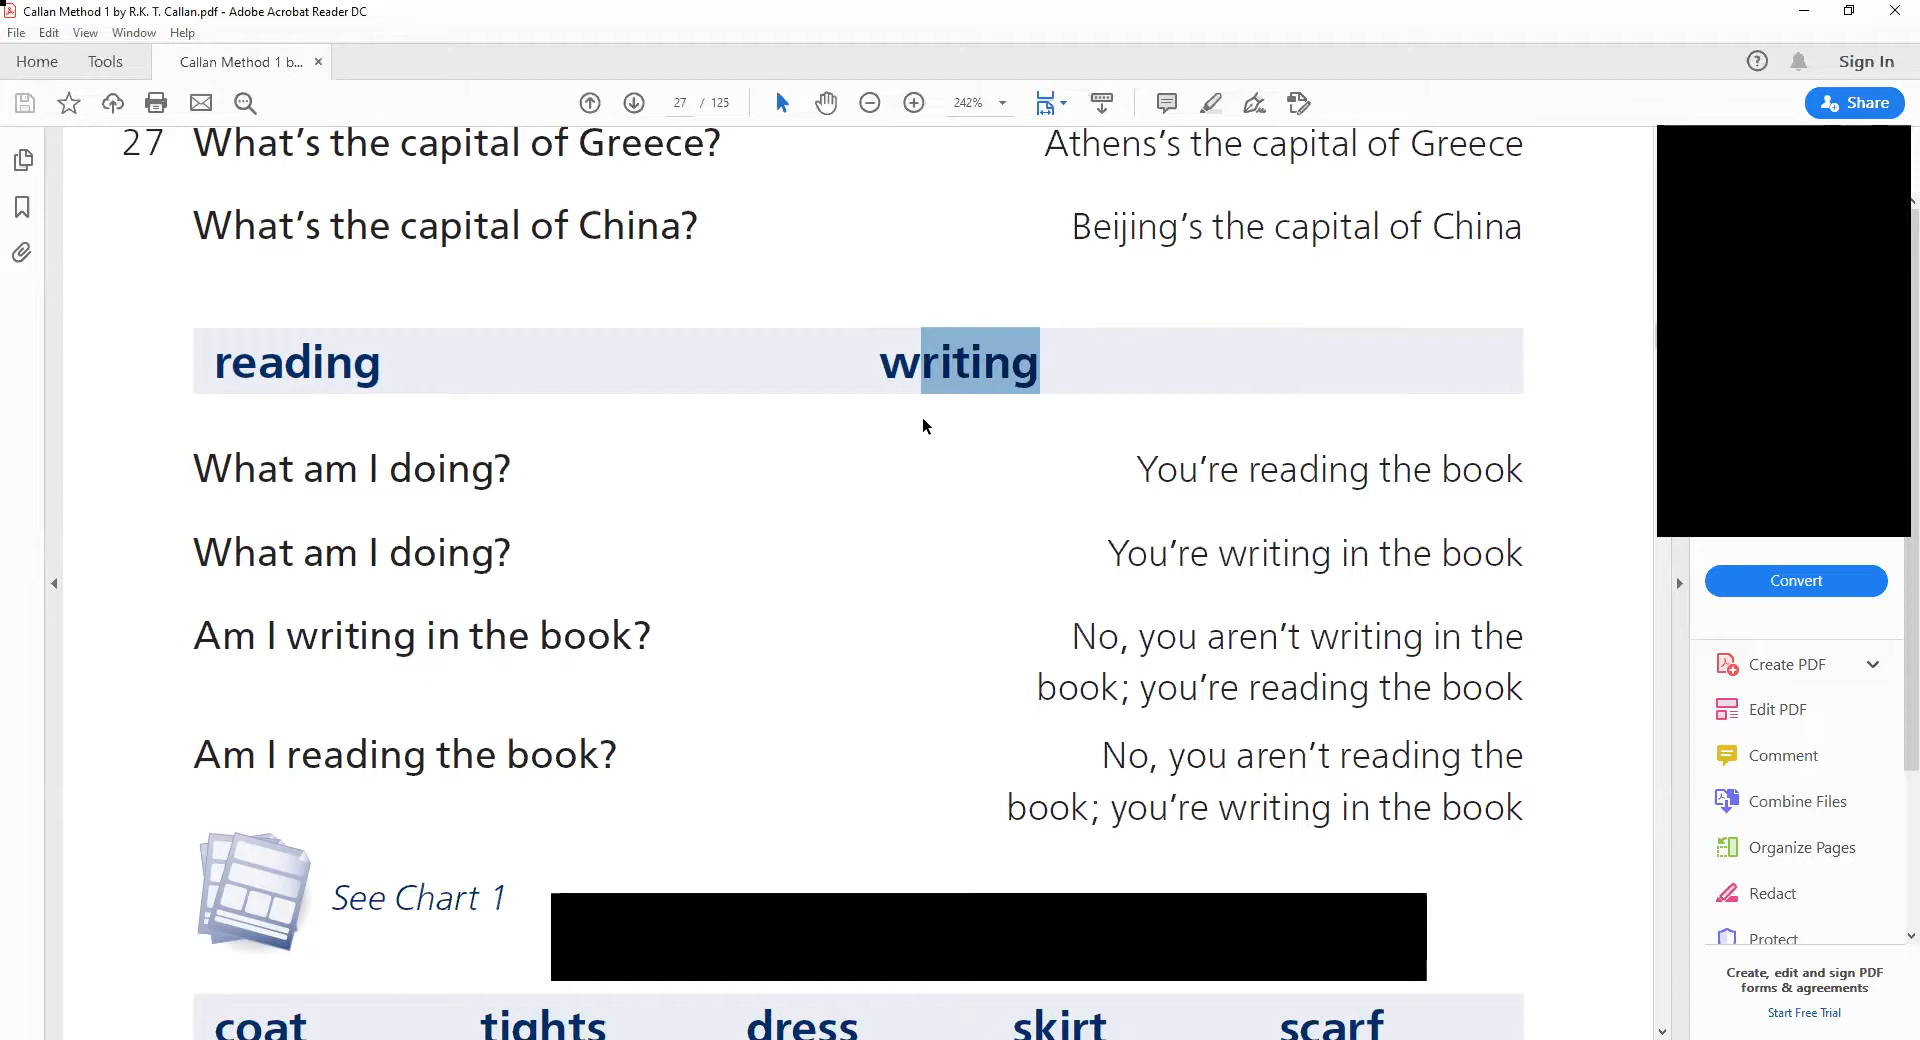 Callan Method 1 by R.K. T. Callan.pdf - Adobe Acrobat Reader DC
File Edit View Window Help
Home Tools Callan Method 1 b... × Sign In
27 / 125 242% Share
27 What's the capital of Greece? Athens's the capital of Greece
What's the capital of China? Beijing's the capital of China
reading writing
What am I doing? You're reading the book
What am I doing? You're writing in the book
Am I writing in the book? No, you aren't writing in the
book; you're reading the book
Am I reading the book? No, you aren't reading the
book; you're writing in the book
See Chart 1
coat tights dress skirt scarf
Convert
Create PDF
Edit PDF
Comment
Combine Files
Organize Pages
Redact
Protect
Create, edit and sign PDF
forms & agreements
Start Free Trial